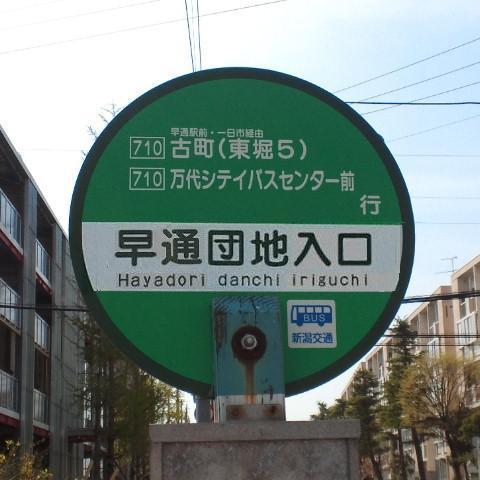 早通駅前・一日市経由
710 古町(東堀5)
710 万代シテイバスセンター前
行
早通団地入口
Hayadori danchi iriguchi
BUS
新潟交通